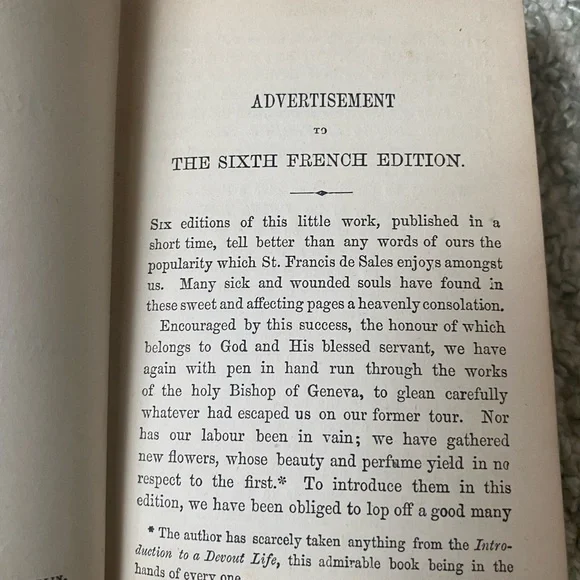 ADVERTISEMENT
TO
THE SIXTH FRENCH EDITION.
Six editions of this little work, published in a
short time, tell better than any words of ours the
popularity which St. Francis de Sales enjoys amongst
us. Many sick and wounded souls have found in
these sweet and affecting pages a heavenly consolation.
Encouraged by this success, the honour of which
belongs to God and His blessed servant, we have
again with pen in hand run through the works
of the holy Bishop of Geneva, to glean carefully
whatever had escaped us on our former tour. Nor
has our labour been in vain; we have gathered
new flowers, whose beauty and perfume yield in no
respect to the first.* To introduce them in this
edition, we have been obliged to lop off a good many
* The author has scarcely taken anything from the Intro-
duction to a Devout Life, this admirable book being in the
hands of every one